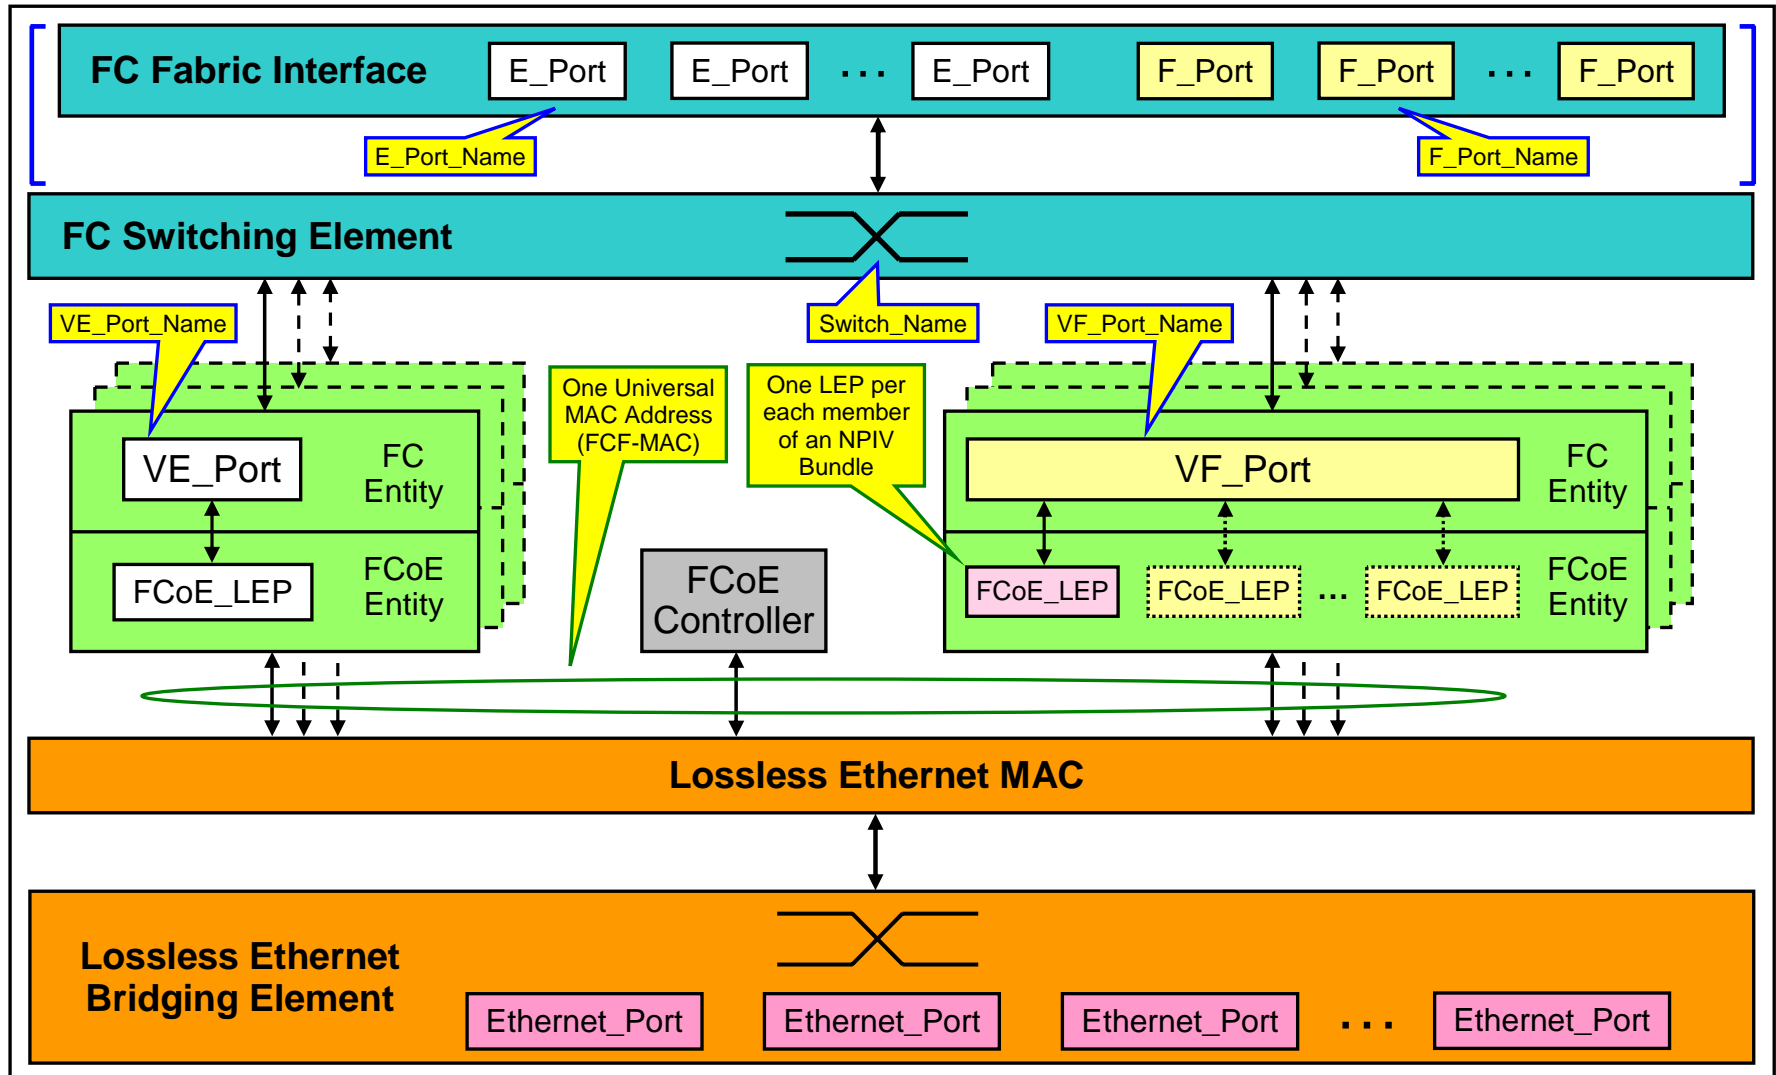 FC Fabric Interface
E_Port
E_Port
...
E_Port
F_Port
F_Port
...
F_Port
E_Port_Name
F_Port_Name
FC Switching Element
VE_Port_Name
Switch_Name
VF_Port_Name
One Universal
MAC Address
(FCF-MAC)
One LEP per
each member
of an NPIV
Bundle
VE_Port
FC
Entity
VF_Port
FC
Entity
FCoE_LEP
FCoE
Entity
FCoE
Controller
FCoE_LEP
FCoE_LEP
...
FCoE_LEP
FCoE
Entity
Lossless Ethernet MAC
Lossless Ethernet
Bridging Element
Ethernet_Port
Ethernet_Port
Ethernet_Port
...
Ethernet_Port